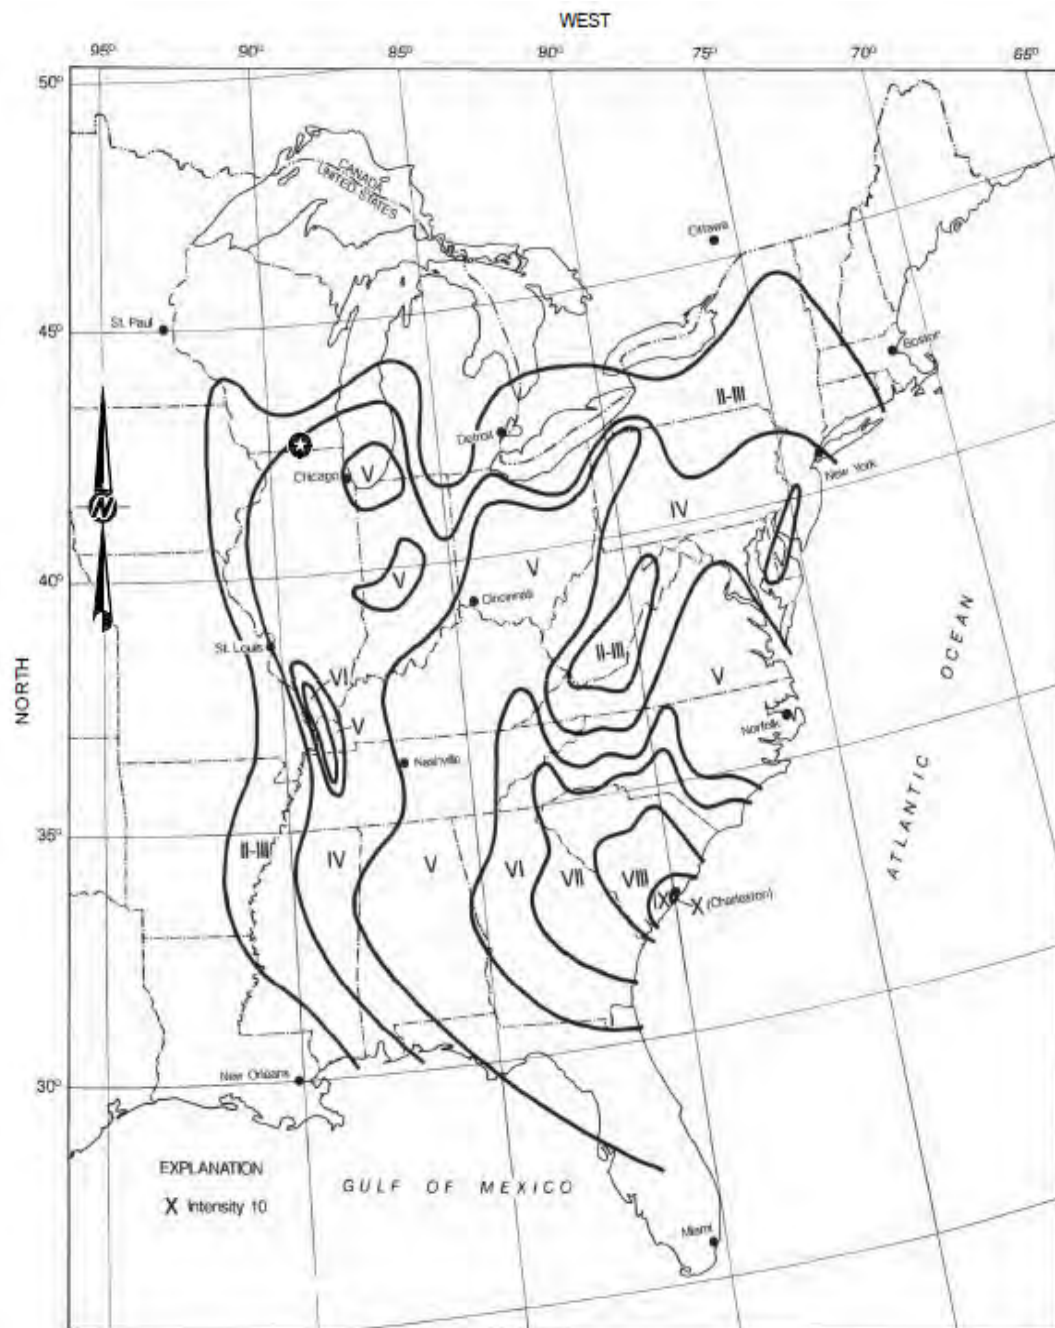 WEST
95° 90° 85° 80° 75° 70° 65°
50°
CANADA
UNITED STATES
Ottawa
St. Paul
45°
Boston
II-III
Detroit
New York
Chicago
V
IV
N
40°
V
V
Cincinnati
OCEAN
St. Louis
II-III
VI
V
V
NORTH
Norfolk
Nashville
ATLANTIC
35°
II-III
IV
V
VI
VII
VIII
IX
X (Charleston)
30°
New Orleans
EXPLANATION
X Intensity 10
GULF OF MEXICO
Miami